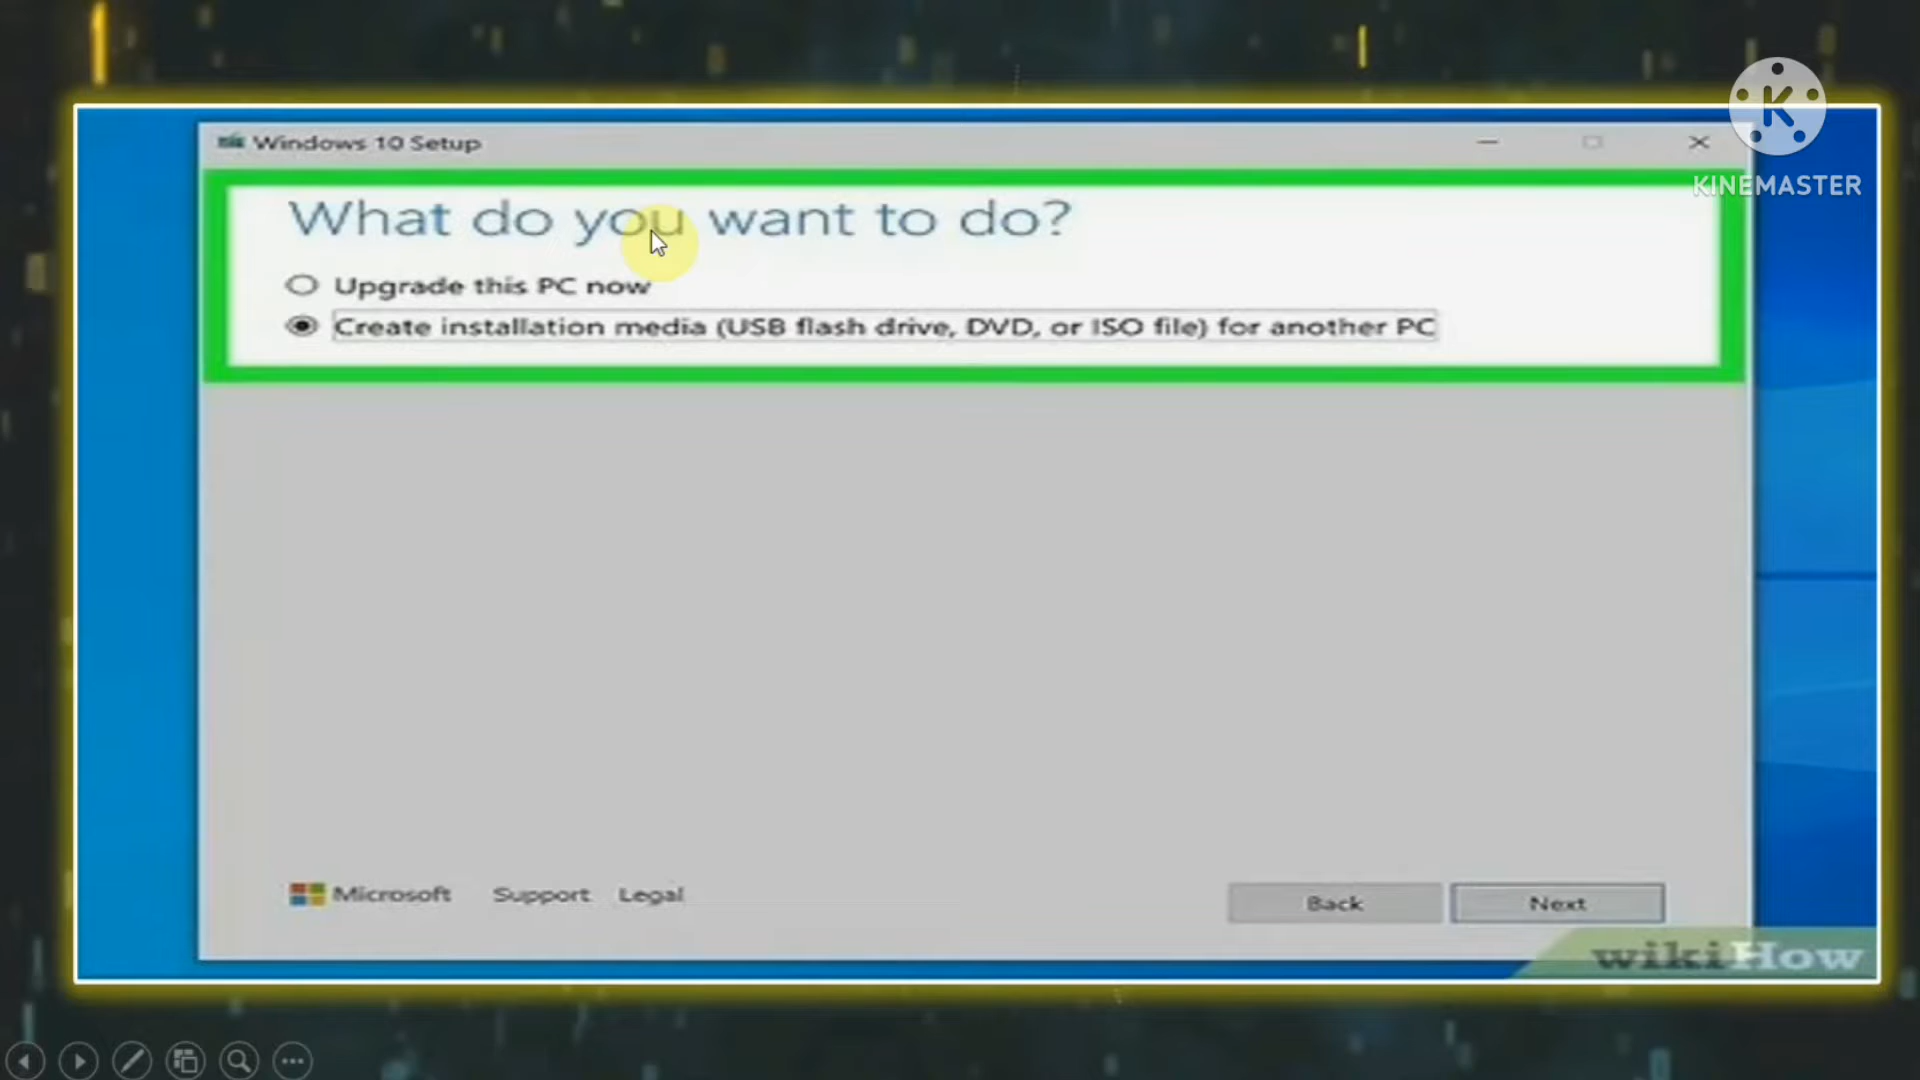 Windows 10 Setup
KINEMASTER
What do you want to do?
Upgrade this PC now
Create installation media (USB flash drive, DVD, or ISO file) for another PC
Microsoft Support Legal
Back Next
wikiHow